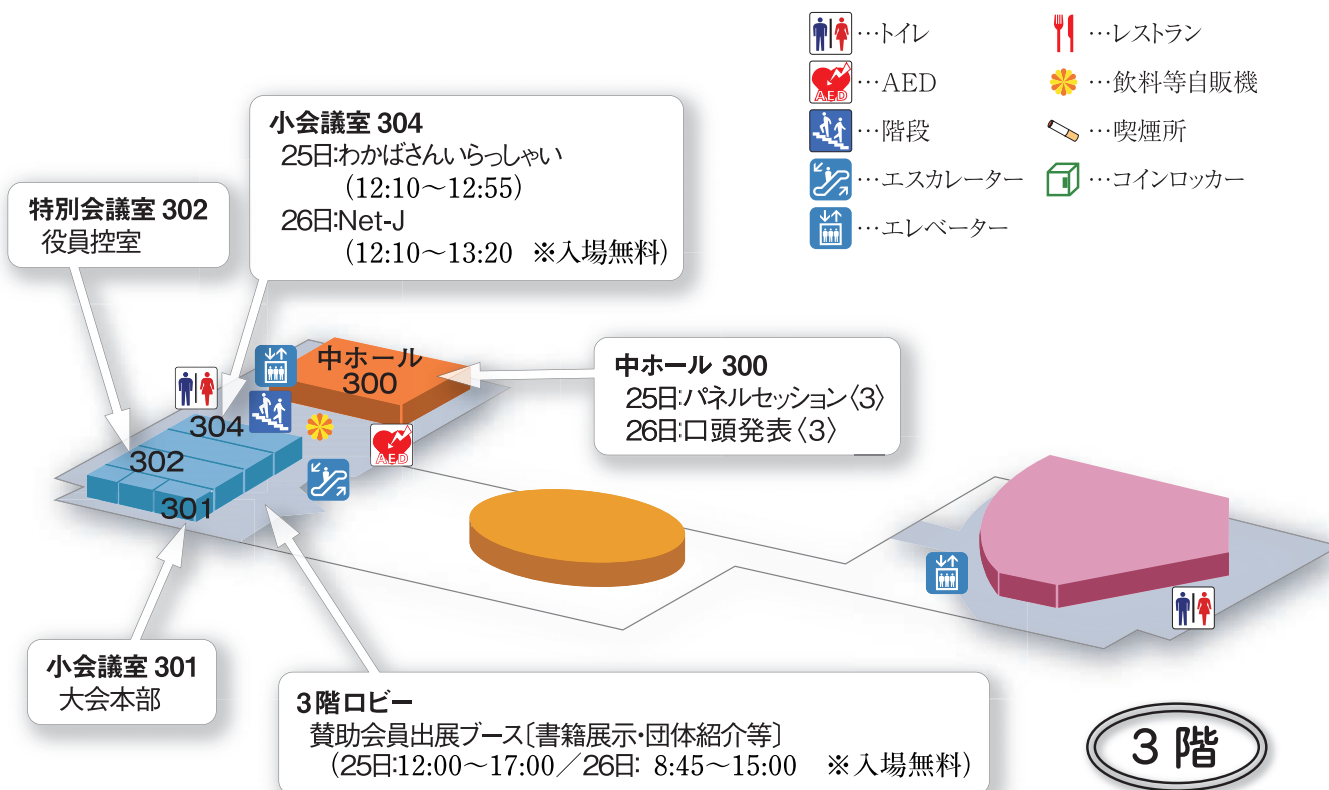 …トイレ
…レストラン
AED
…AED
…飲料等自販機
…階段
…喫煙所
…エスカレーター
…コインロッカー
…エレベーター
小会議室 304
25日:わかばさんいらっしゃい
(12:10～12:55)
26日:Net-J
(12:10～13:20 ※入場無料)
特別会議室 302
役員控室
中ホール
300
中ホール 300
25日:パネルセッション〈3〉
26日:口頭発表〈3〉
304
302
301
AED
小会議室 301
大会本部
3階ロビー
賛助会員出展ブース〔書籍展示・団体紹介等〕
(25日:12:00～17:00／26日: 8:45～15:00 ※入場無料)
3 階